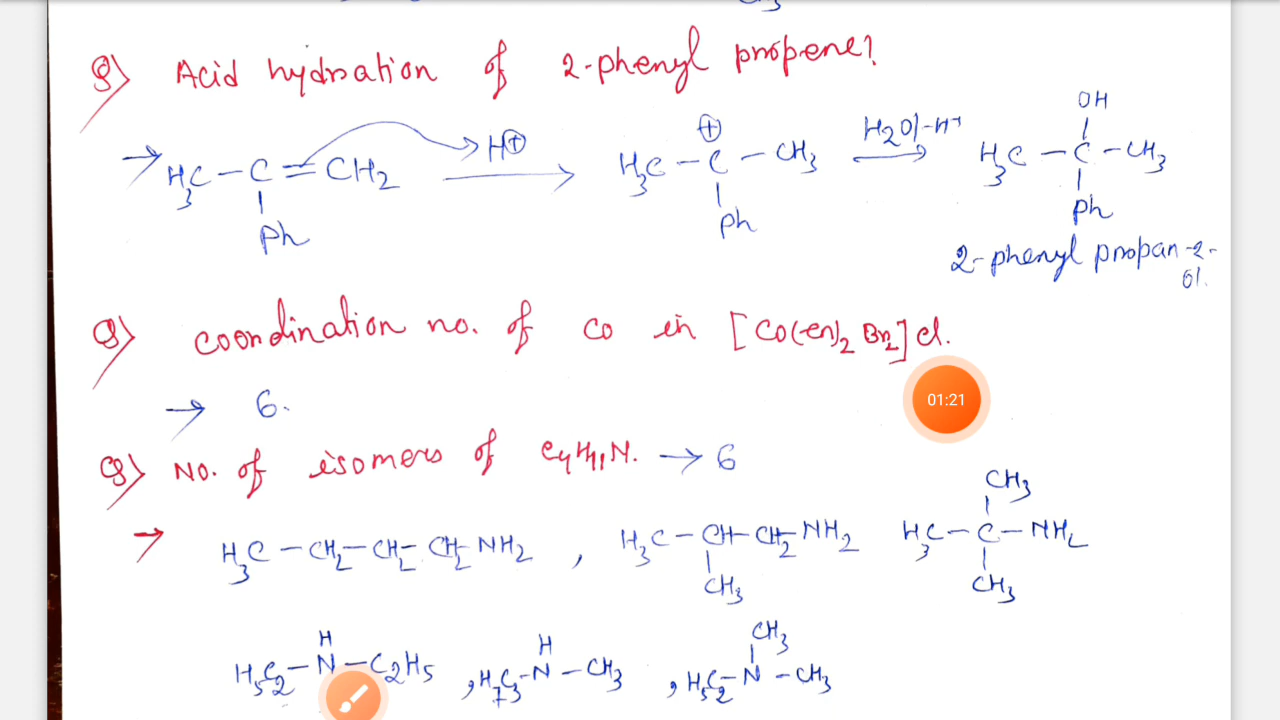 Q) Acid hydration of 2-phenyl propene?
→ H3C – C = CH2 → H⊕ ⟶ H3C – C⊕ – CH3 H2O/-H+ ⟶ H3C – C – CH3
OH
Ph Ph Ph
2-phenyl propan-2-ol.
Q) coordination no. of Co in [Co(en)2 Br2]Cl.
→ 6.
01:21
Q) No. of isomers of C4H11N. → 6
→ H3C – CH2 – CH2 – CH2 NH2 , H3C – CH – CH2 – NH2 H3C – C – NH2
CH3 CH3 CH3
H5C2 – N – C2H5 , H7C3 – N – CH3 , H5C2 – N – CH3
H H CH3